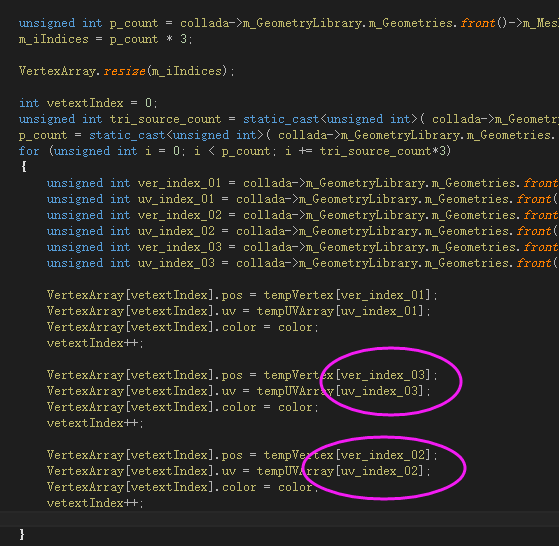 unsigned int p_count = collada->m_GeometryLibrary.m_Geometries.front()->m_Mes
m_iIndices = p_count * 3;
VertexArray.resize(m_iIndices);
int vetextIndex = 0;
unsigned int tri_source_count = static_cast<unsigned int>( collada->m_Geometry
p_count = static_cast<unsigned int>( collada->m_GeometryLibrary.m_Geometries.
for (unsigned int i = 0; i < p_count; i += tri_source_count*3)
{
unsigned int ver_index_01 = collada->m_GeometryLibrary.m_Geometries.front
unsigned int uv_index_01 = collada->m_GeometryLibrary.m_Geometries.front(
unsigned int ver_index_02 = collada->m_GeometryLibrary.m_Geometries.front
unsigned int uv_index_02 = collada->m_GeometryLibrary.m_Geometries.front(
unsigned int ver_index_03 = collada->m_GeometryLibrary.m_Geometries.front
unsigned int uv_index_03 = collada->m_GeometryLibrary.m_Geometries.front(
VertexArray[vetextIndex].pos = tempVertex[ver_index_01];
VertexArray[vetextIndex].uv = tempUVArray[uv_index_01];
VertexArray[vetextIndex].color = color;
vetextIndex++;
VertexArray[vetextIndex].pos = tempVertex[ver_index_03];
VertexArray[vetextIndex].uv = tempUVArray[uv_index_03];
VertexArray[vetextIndex].color = color;
vetextIndex++;
VertexArray[vetextIndex].pos = tempVertex[ver_index_02];
VertexArray[vetextIndex].uv = tempUVArray[uv_index_02];
VertexArray[vetextIndex].color = color;
vetextIndex++;
}